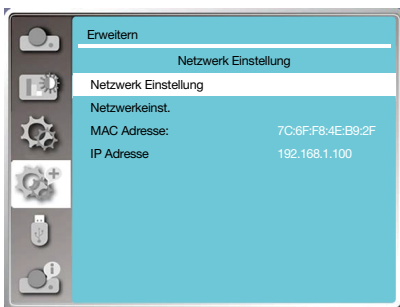 Erweitern
Netzwerk Einstellung
Netzwerk Einstellung
Netzwerkeinst.
MAC Adresse: 7C:6F:F8:4E:B9:2F
IP Adresse 192.168.1.100